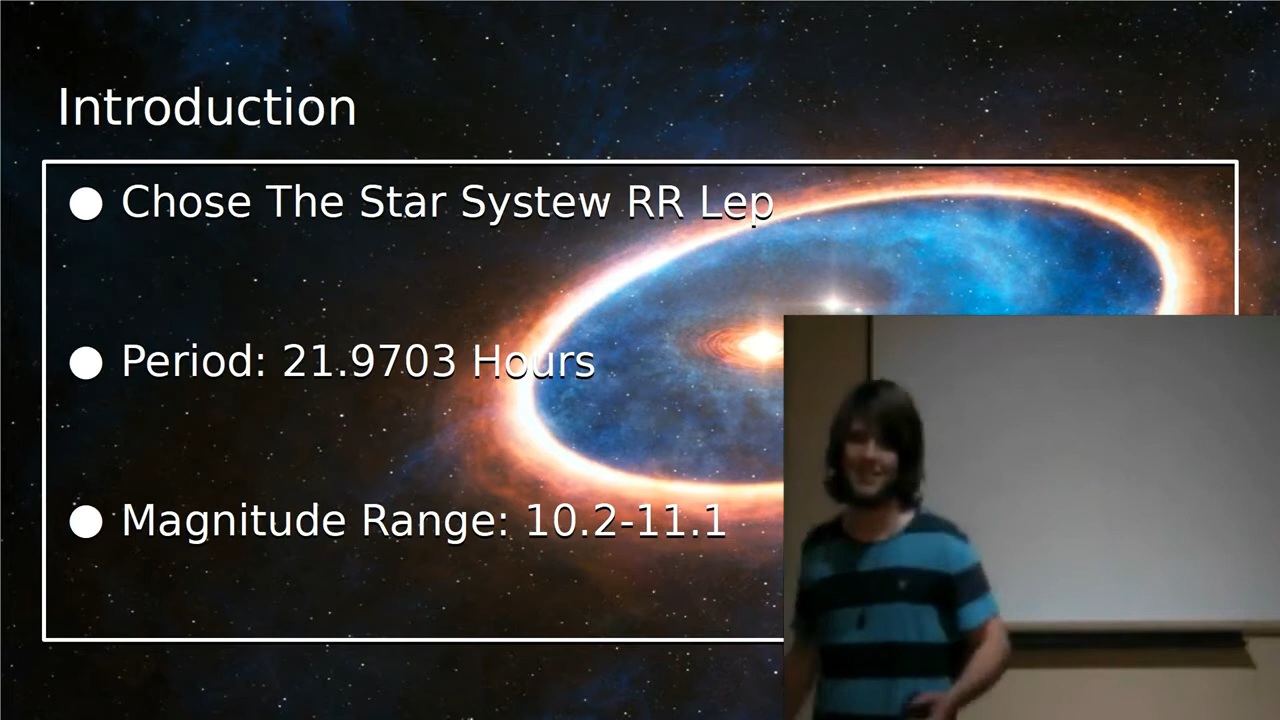 Introduction
Chose The Star Systew RR Lep
Period: 21.9703 Hours
Magnitude Range: 10.2-11.1